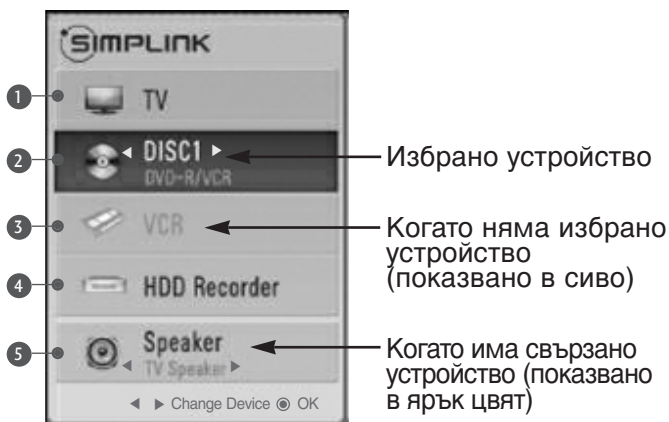 SIMPLINK
1 TV
2 DISC1 Избрано устройство
DVD-R/VCR
3 VCR Когато няма избрано
устройство
(показвано в сиво)
4 HDD Recorder
5 Speaker Когато има свързано
TV Speaker устройство (показвано
в ярък цвят)
Change Device OK